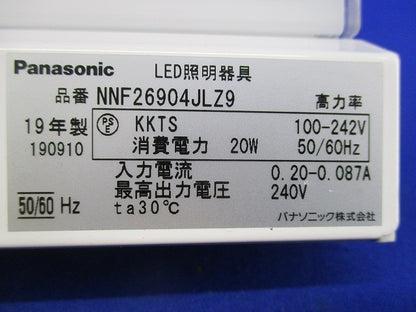 Panasonic LED照明器具
品番 NNF26904JLZ9 高力率
19年製 PSE KKTS 100-242V
190910 消費電力 20W 50/60Hz
入力電流 0.20-0.087A
50/60 Hz 最高出力電圧 240V
ta30℃ パナソニック株式会社